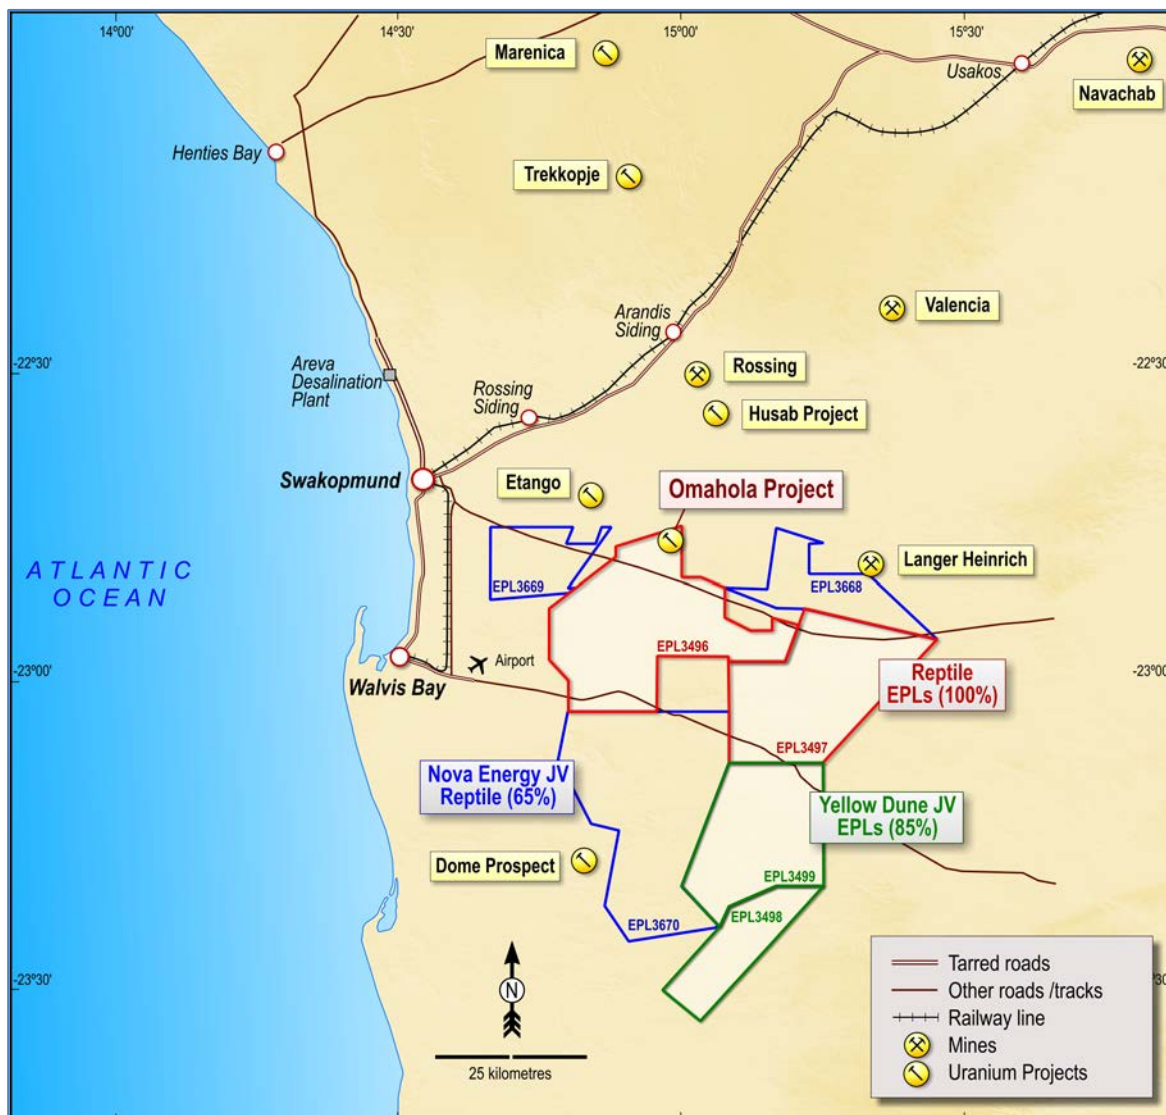 14°00'
14°30'
15°00'
15°30'
Marenica
Usakos
Navachab
Henties Bay
Trekkopje
Arandis
Siding
Valencia
-22°30'
-22°30'
Areva
Desalination
Plant
Rossing
Siding
Rossing
Husab Project
Swakopmund
Etango
Omahola Project
ATLANTIC
OCEAN
EPL3669
EPL3668
Langer Heinrich
EPL3496
-23°00'
-23°00'
Airport
Walvis Bay
Reptile
EPLs (100%)
EPL3497
Nova Energy JV
Reptile (65%)
Yellow Dune JV
EPLs (85%)
Dome Prospect
EPL3499
EPL3498
EPL3670
-23°30'
N
25 kilometres
Tarred roads
Other roads /tracks
Railway line
Mines
Uranium Projects